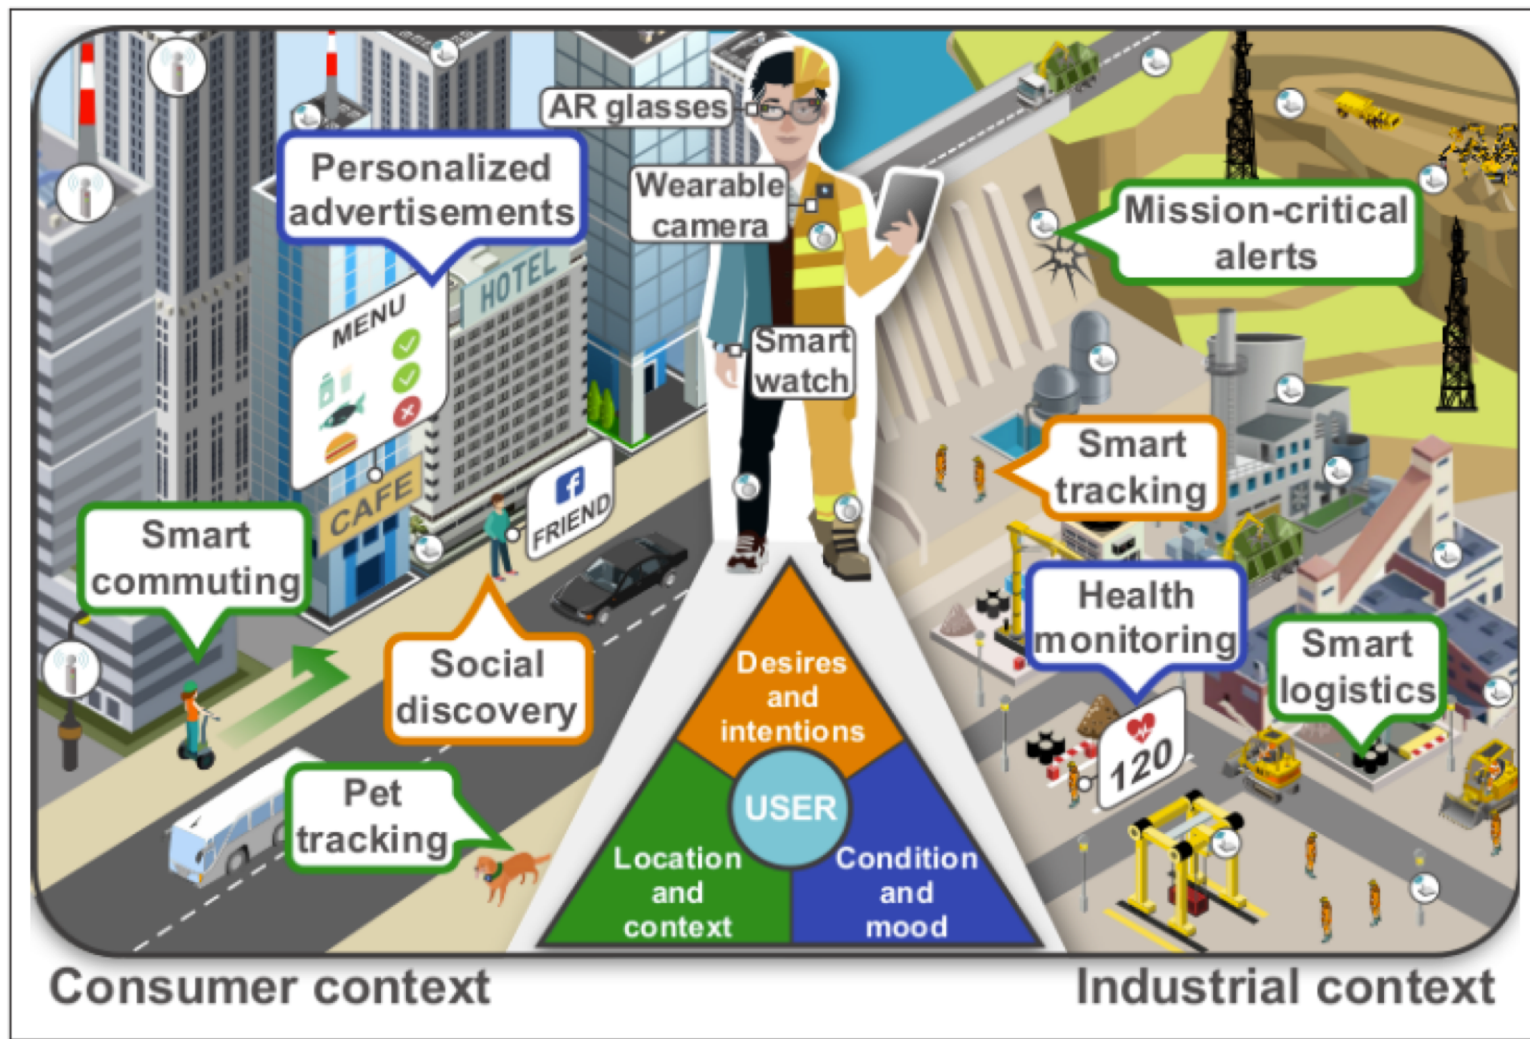 AR glasses
Personalized
advertisements
Wearable
camera
Mission-critical
alerts
HOTEL
MENU
Smart
watch
Smart
tracking
CAFE
FRIEND
Smart
commuting
Health
monitoring
Social
discovery
Smart
logistics
Desires
and
intentions
120
Pet
tracking
USER
Location
and
context
Condition
and
mood
Consumer context
Industrial context